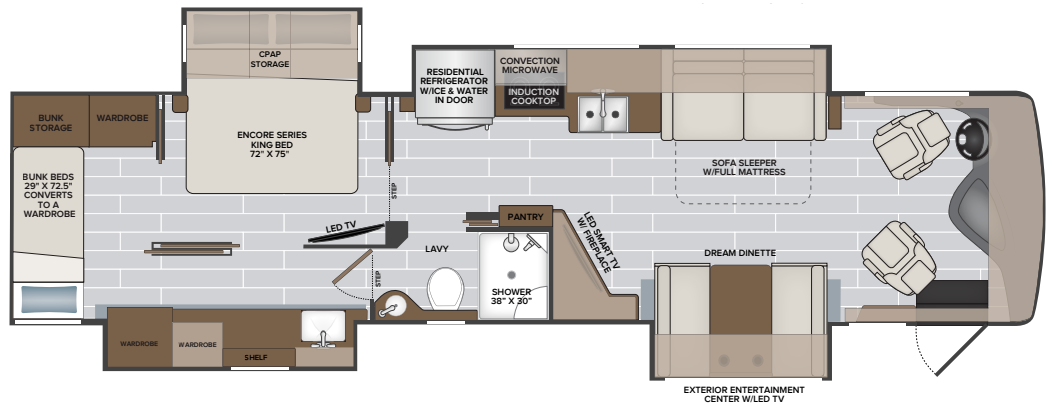 CPAP
STORAGE
RESIDENTIAL
REFRIGERATOR
W/ICE & WATER
IN DOOR
CONVECTION
MICROWAVE
INDUCTION
COOKTOP
BUNK
STORAGE
WARDROBE
ENCORE SERIES
KING BED
72" X 75"
BUNK BEDS
29" X 72.5"
CONVERTS
TO A
WARDROBE
SOFA SLEEPER
W/FULL MATTRESS
STEP
PANTRY
LED TV
LED SMART TV
W/ FIREPLACE
LAVY
DREAM DINETTE
STEP
SHOWER
38" X 30"
WARDROBE
WARDROBE
SHELF
EXTERIOR ENTERTAINMENT
CENTER W/LED TV